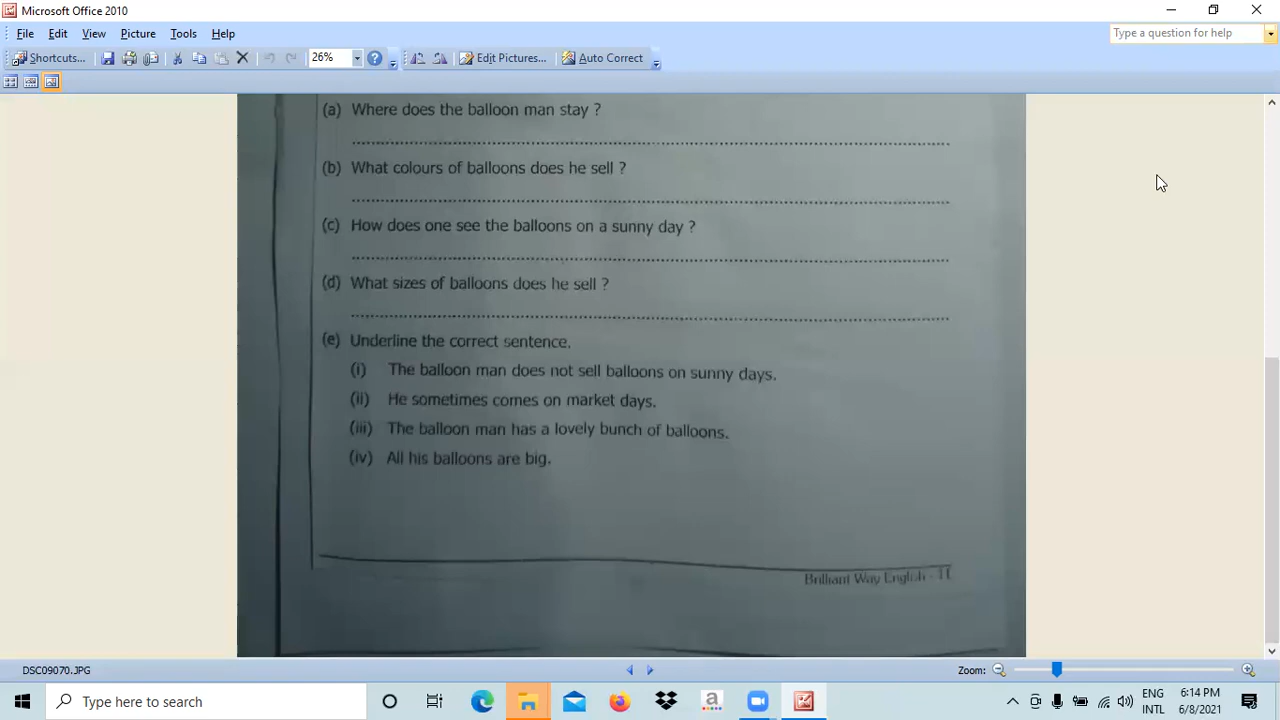 Microsoft Office 2010
File Edit View Picture Tools Help
Type a question for help
Shortcuts... 26% Edit Pictures... Auto Correct
(a) Where does the balloon man stay ?
(b) What colours of balloons does he sell ?
(c) How does one see the balloons on a sunny day ?
(d) What sizes of balloons does he sell ?
(e) Underline the correct sentence.
(i) The balloon man does not sell balloons on sunny days.
(ii) He sometimes comes on market days.
(iii) The balloon man has a lovely bunch of balloons.
(iv) All his balloons are big.
Brilliant Way English - 11
DSC09070.JPG Zoom:
Type here to search a ENG 6:14 PM
INTL 6/8/2021